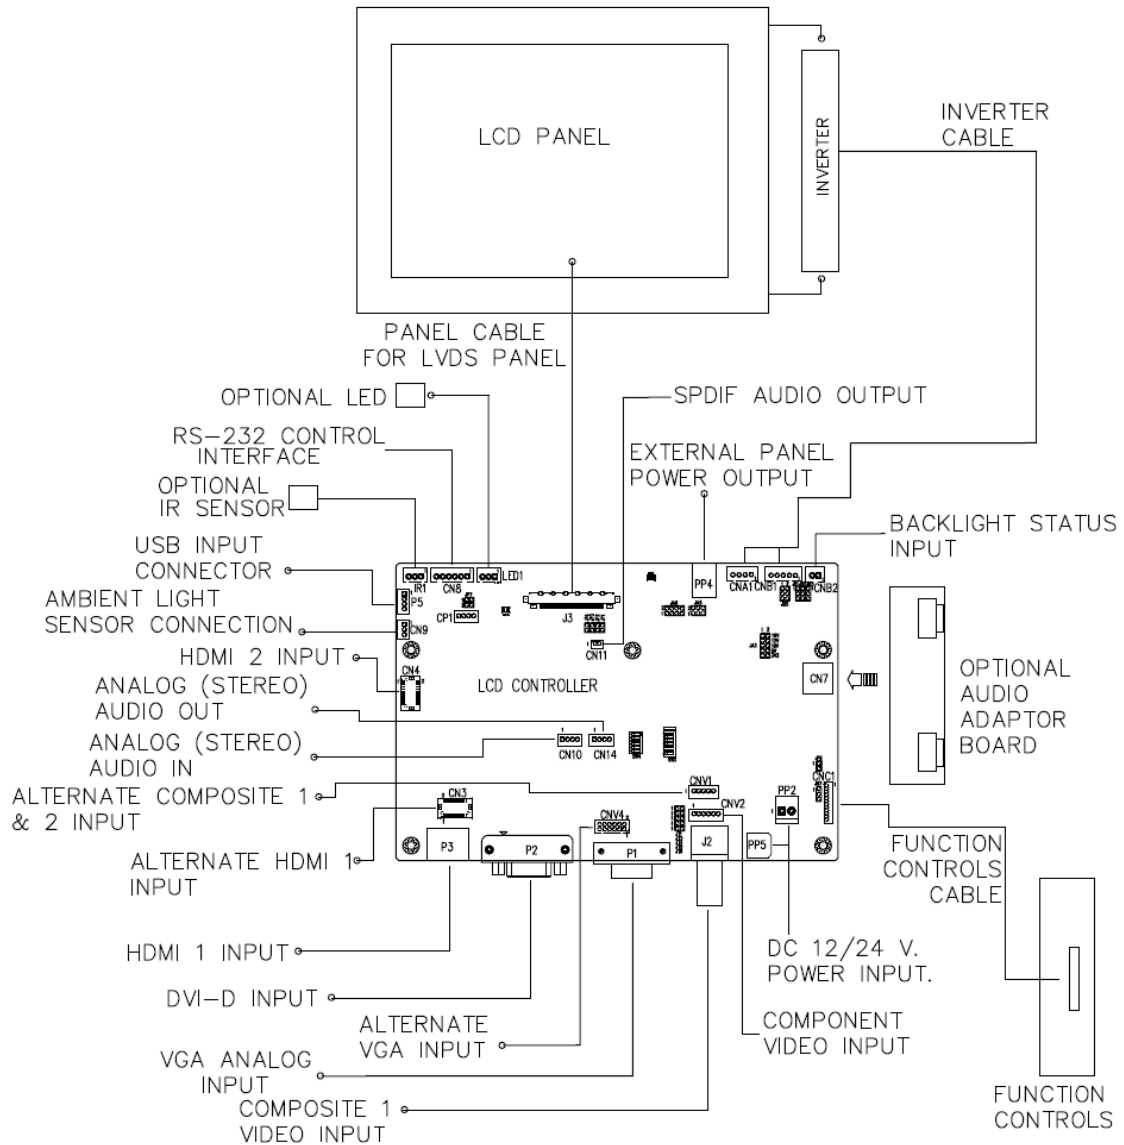 LCD PANEL
INVERTER
INVERTER
CABLE
PANEL CABLE
FOR LVDS PANEL
OPTIONAL LED
SPDIF AUDIO OUTPUT
RS-232 CONTROL
INTERFACE
EXTERNAL PANEL
POWER OUTPUT
OPTIONAL
IR SENSOR
BACKLIGHT STATUS
INPUT
USB INPUT
CONNECTOR
AMBIENT LIGHT
SENSOR CONNECTION
HDMI 2 INPUT
ANALOG (STEREO)
AUDIO OUT
ANALOG (STEREO)
AUDIO IN
ALTERNATE COMPOSITE 1
& 2 INPUT
ALTERNATE HDMI 1
INPUT
HDMI 1 INPUT
DVI-D INPUT
ALTERNATE
VGA INPUT
VGA ANALOG
INPUT
COMPOSITE 1
VIDEO INPUT
IR1
CN6
LED1
P5
CP1
CN9
CN4
J3
CN11
PP4
CNA1
CNB1
CNB2
CN7
LCD CONTROLLER
CN10
CN14
CN3
CNV1
CNV2
CNV4
PP2
CNC1
P3
P2
P1
J2
PP5
OPTIONAL
AUDIO
ADAPTOR
BOARD
FUNCTION
CONTROLS
CABLE
DC 12/24 V.
POWER INPUT.
COMPONENT
VIDEO INPUT
FUNCTION
CONTROLS